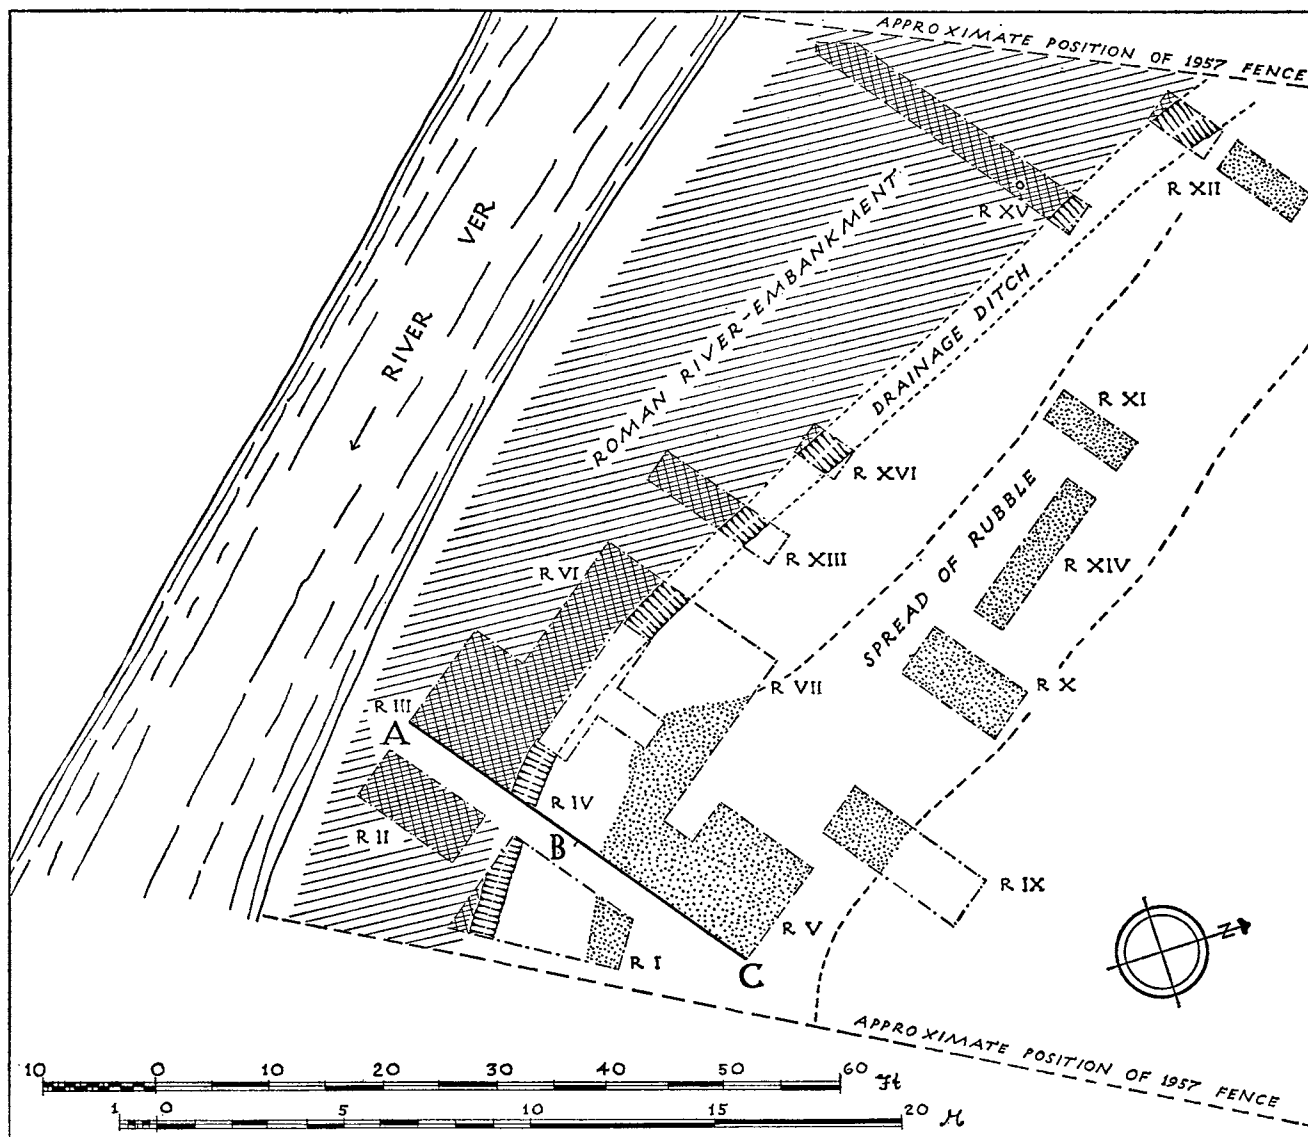 APPROXIMATE POSITION OF 1957 FENCE
RIVER VER
R XII
R XV
ROMAN RIVER-EMBANKMENT
DRAINAGE DITCH
R XI
R XVI
SPREAD OF RUBBLE
R XIII
R XIV
R VI
R VII
R X
R III
A
R IV
R II
B
R IX
R V
R I
C
N
APPROXIMATE POSITION OF 1957 FENCE
10 0 10 20 30 40 50 60 ft
1 0 5 10 15 20 M